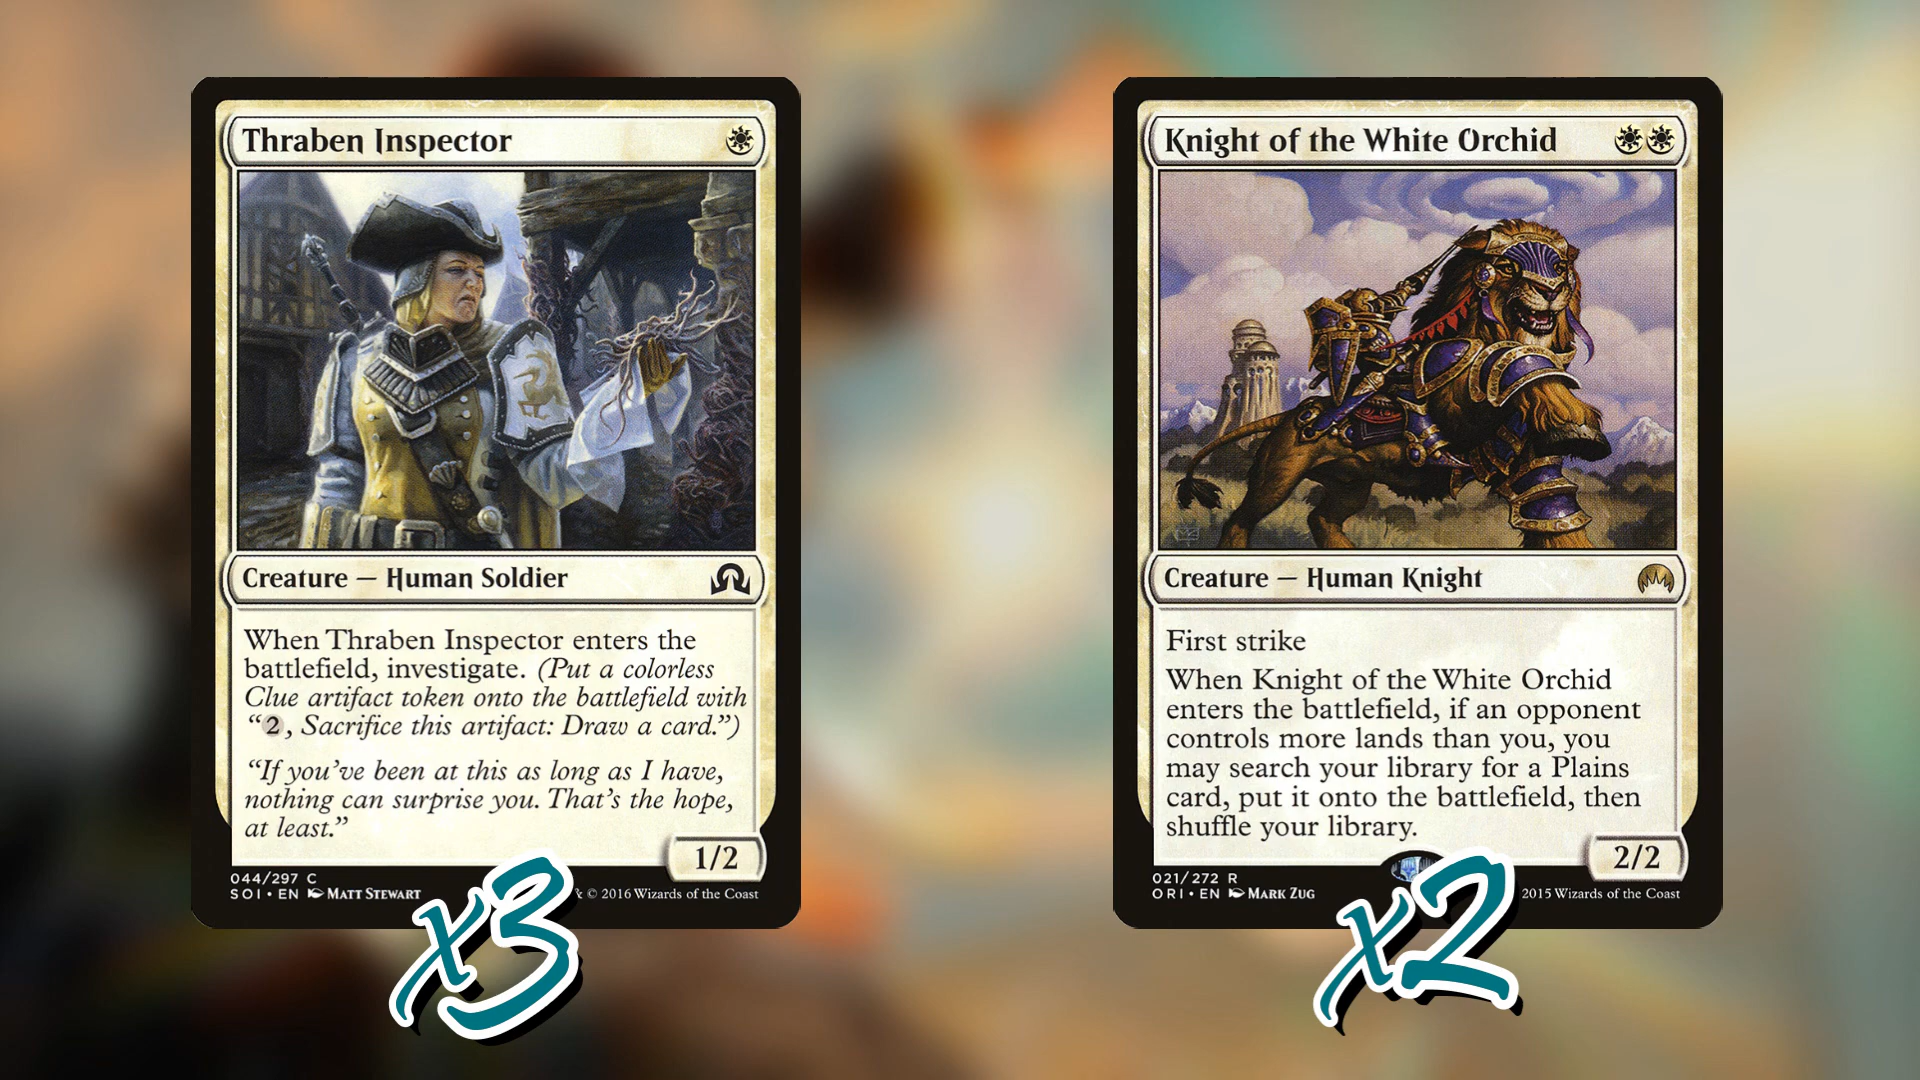 Thraben Inspector
Creature — Human Soldier
When Thraben Inspector enters the
battlefield, investigate. (Put a colorless
Clue artifact token onto the battlefield with
“2, Sacrifice this artifact: Draw a card.”)
“If you’ve been at this as long as I have,
nothing can surprise you. That’s the hope,
at least.”
1/2
044/297 C
SOI • EN MATT STEWART
& © 2016 Wizards of the Coast
x3
Knight of the White Orchid
Creature — Human Knight
First strike
When Knight of the White Orchid
enters the battlefield, if an opponent
controls more lands than you, you
may search your library for a Plains
card, put it onto the battlefield, then
shuffle your library.
2/2
021/272 R
ORI • EN MARK ZUG
2015 Wizards of the Coast
x2